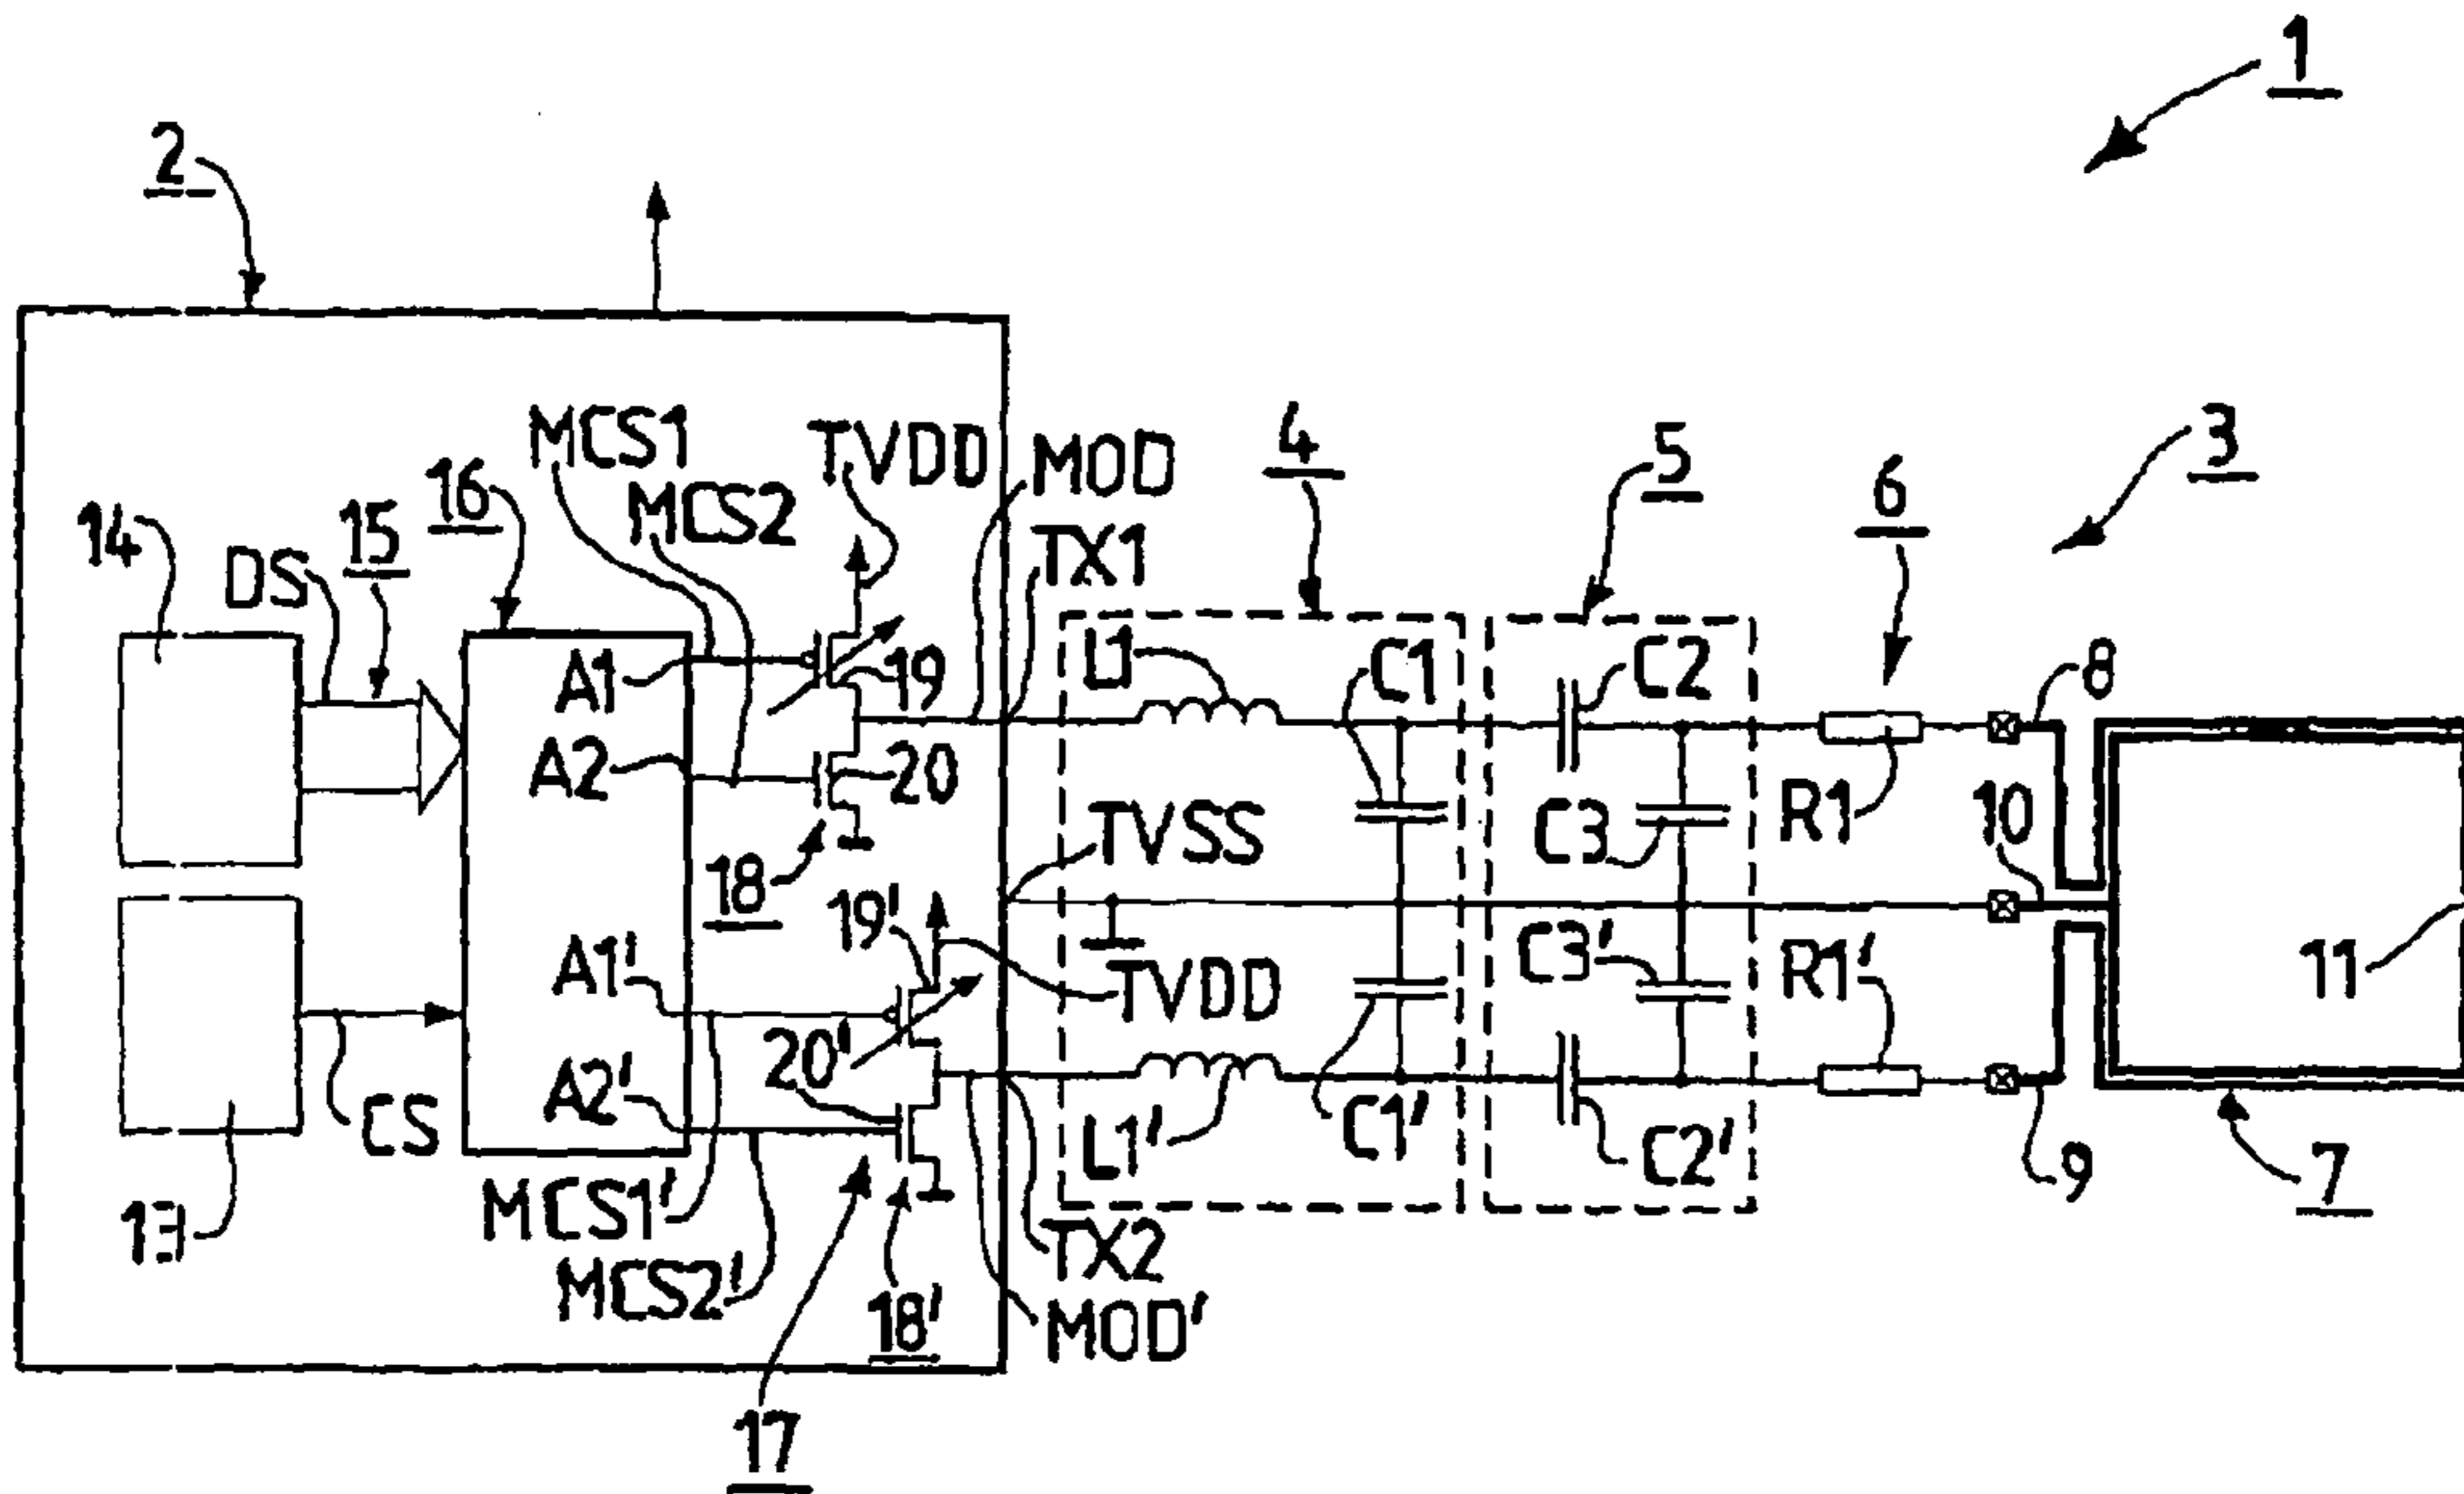 1
2
MCS1
TVDD
MOD
4
5
6
3
14
DS
15
16
MCS2
TX1
A1
19
L1
C1
C2
8
A2
20
TVSS
C3
R1
10
18
19'
A1'
TVDD
C3'
R1'
11
20'
A2'
CS
L1'
C1'
C2'
9
7
13
MCS1'
TX2
MCS2'
18'
MOD'
17